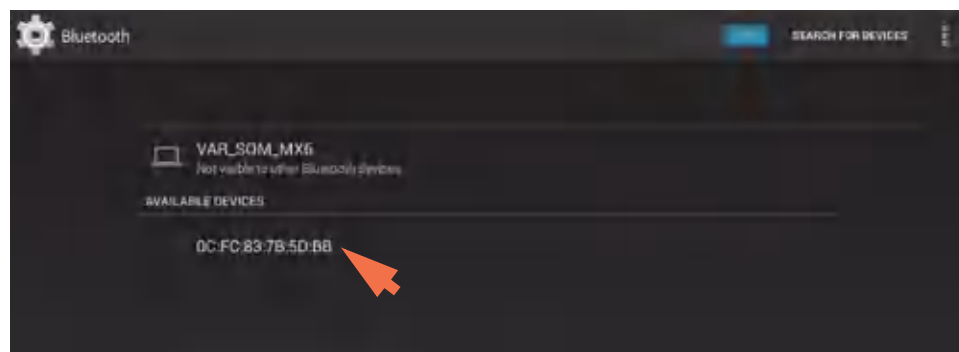 Bluetooth
SEARCH FOR DEVICES
VAR_SOM_MX6
Not visible to other Bluetooth devices
AVAILABLE DEVICES
0C:FC:83:7B:5D:BB